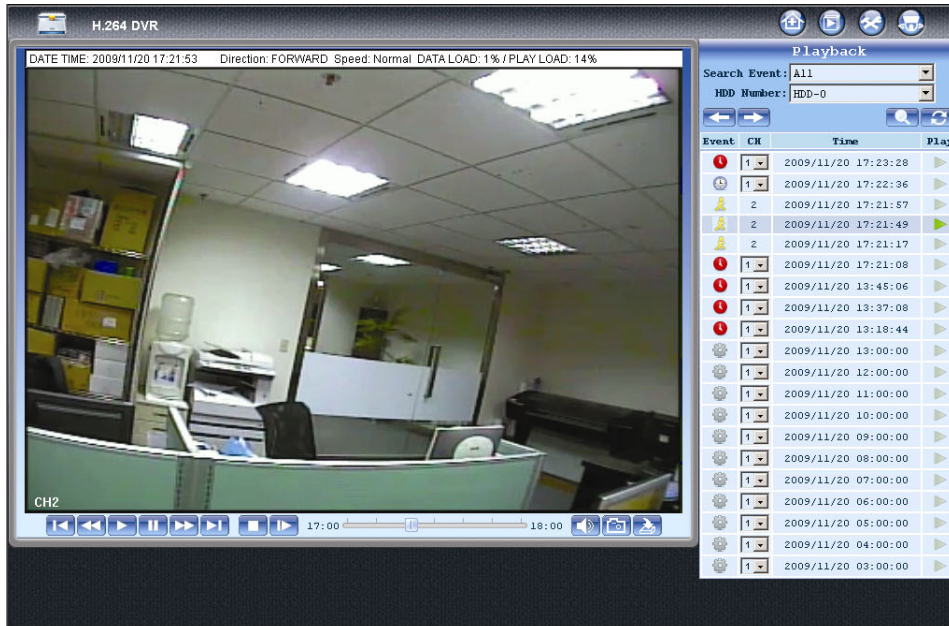 H.264 DVR
DATE TIME: 2009/11/20 17:21:53 Direction: FORWARD Speed: Normal DATA LOAD: 1% / PLAY LOAD: 14%
CH2
17:00 18:00
Playback
Search Event: All
HDD Number: HDD-0
Event CH Time Play
1 2009/11/20 17:23:28
1 2009/11/20 17:22:36
2 2009/11/20 17:21:57
2 2009/11/20 17:21:49
2 2009/11/20 17:21:17
1 2009/11/20 17:21:08
1 2009/11/20 13:45:06
1 2009/11/20 13:37:08
1 2009/11/20 13:18:44
1 2009/11/20 13:00:00
1 2009/11/20 12:00:00
1 2009/11/20 11:00:00
1 2009/11/20 10:00:00
1 2009/11/20 09:00:00
1 2009/11/20 08:00:00
1 2009/11/20 07:00:00
1 2009/11/20 06:00:00
1 2009/11/20 05:00:00
1 2009/11/20 04:00:00
1 2009/11/20 03:00:00